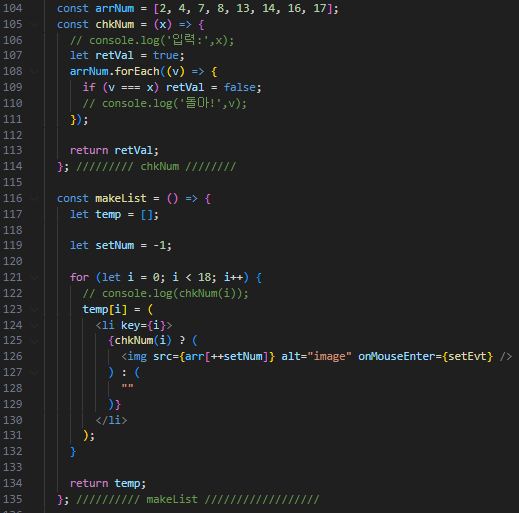 104 const arrNum = [2, 4, 7, 8, 13, 14, 16, 17];
105 const chkNum = (x) => {
106 // console.log('입력:',x);
107 let retVal = true;
108 arrNum.forEach((v) => {
109 if (v === x) retVal = false;
110 // console.log('돌아!',v);
111 });
112
113 return retVal;
114 }; ///////// chkNum ////////
115
116 const makeList = () => {
117 let temp = [];
118
119 let setNum = -1;
120
121 for (let i = 0; i < 18; i++) {
122 // console.log(chkNum(i));
123 temp[i] = (
124 <li key={i}>
125 {chkNum(i) ? (
126 <img src={arr[++setNum]} alt="image" onMouseEnter={setEvt} />
127 ) : (
128 ""
129 )}
130 </li>
131 );
132 }
133
134 return temp;
135 }; ////////// makeList //////////////////